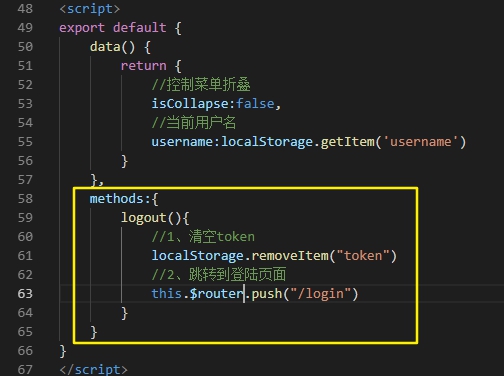 48 <script>
49 export default {
50 data() {
51 return {
52 //控制菜单折叠
53 isCollapse:false,
54 //当前用户名
55 username:localStorage.getItem('username')
56 }
57 },
58 methods:{
59 logout(){
60 //1、清空token
61 localStorage.removeItem("token")
62 //2、跳转到登陆页面
63 this.$router.push("/login")
64 }
65 }
66 }
67 </script>